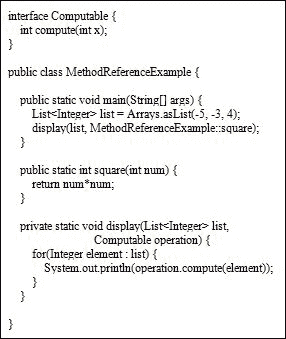 interface Computable {
int compute(int x);
}
public class MethodReferenceExample {
public static void main(String[] args) {
List<Integer> list = Arrays.asList(-5, -3, 4);
display(list, MethodReferenceExample::square);
}
public static int square(int num) {
return num*num;
}
private static void display(List<Integer> list,
Computable operation) {
for(Integer element : list) {
System.out.println(operation.compute(element));
}
}
}